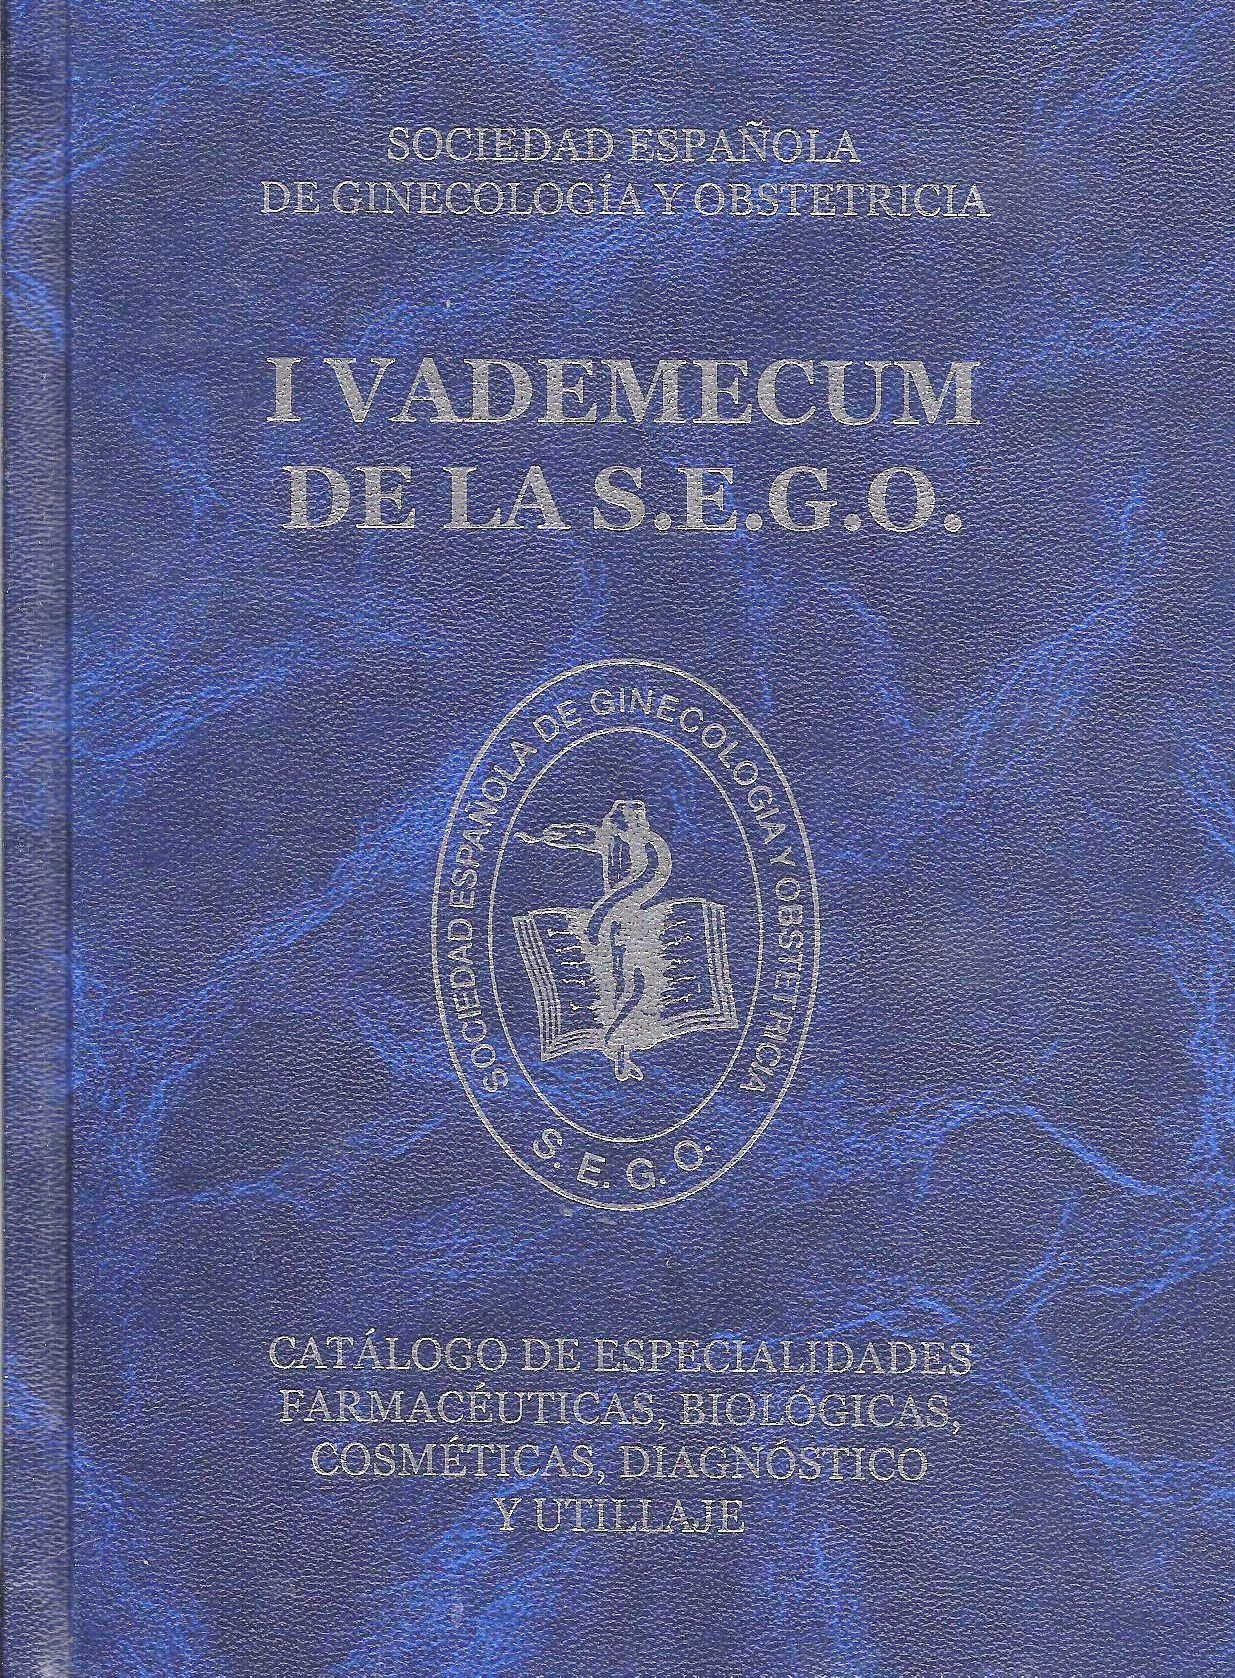 SOCIEDAD ESPAÑOLA
DE GINECOLOGÍA Y OBSTETRICIA
I VADEMECUM
DE LA S.E.G.O.
SOCIEDAD ESPAÑOLA DE GINECOLOGIA Y OBSTETRICIA
S.E.G.O.
CATÁLOGO DE ESPECIALIDADES
FARMACÉUTICAS, BIOLÓGICAS,
COSMÉTICAS, DIAGNÓSTICO
Y UTILLAJE